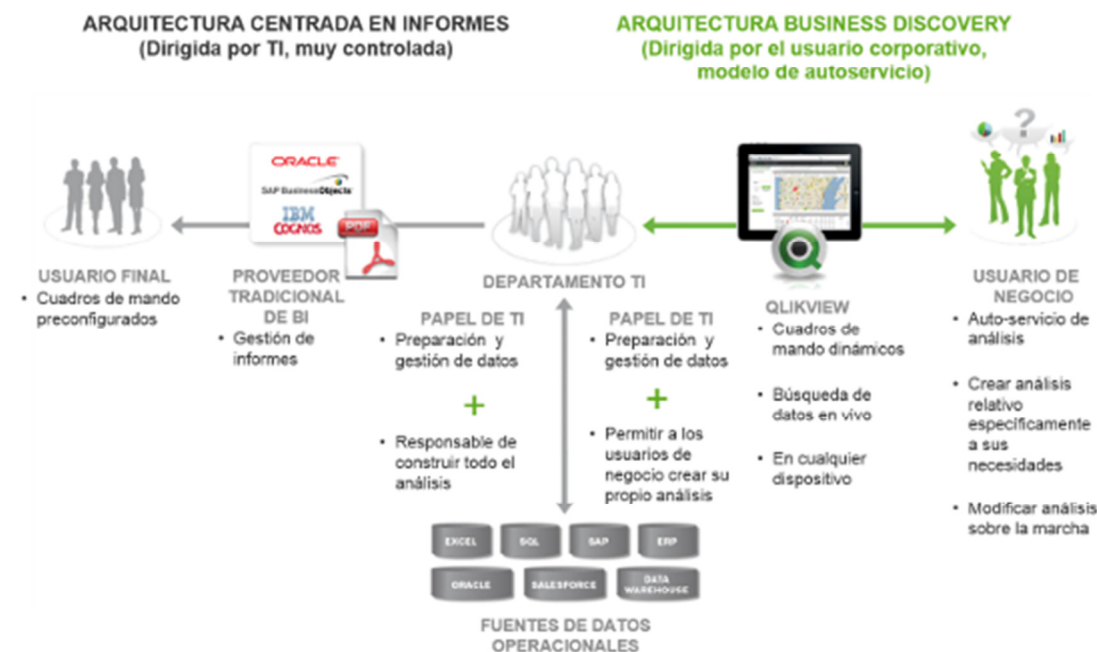 ARQUITECTURA CENTRADA EN INFORMES
(Dirigida por TI, muy controlada)
ARQUITECTURA BUSINESS DISCOVERY
(Dirigida por el usuario corporativo,
modelo de autoservicio)
ORACLE
SAP BusinessObjects
IBM
COGNOS
PDF
?
USUARIO FINAL
• Cuadros de mando
preconfigurados
PROVEEDOR
TRADICIONAL
DE BI
• Gestión de
informes
DEPARTAMENTO TI
PAPEL DE TI
• Preparación y
gestión de datos
+
• Responsable de
construir todo el
análisis
PAPEL DE TI
• Preparación y
gestión de datos
+
• Permitir a los
usuarios de
negocio crear su
propio análisis
QLIKVIEW
• Cuadros de
mando dinámicos
• Búsqueda de
datos en vivo
• En cualquier
dispositivo
USUARIO DE
NEGOCIO
• Auto-servicio de
análisis
• Crear análisis
relativo
específicamente
a sus
necesidades
• Modificar análisis
sobre la marcha
EXCEL
SQL
SAP
ERP
ORACLE
SALESFORCE
DATA
WAREHOUSE
FUENTES DE DATOS
OPERACIONALES